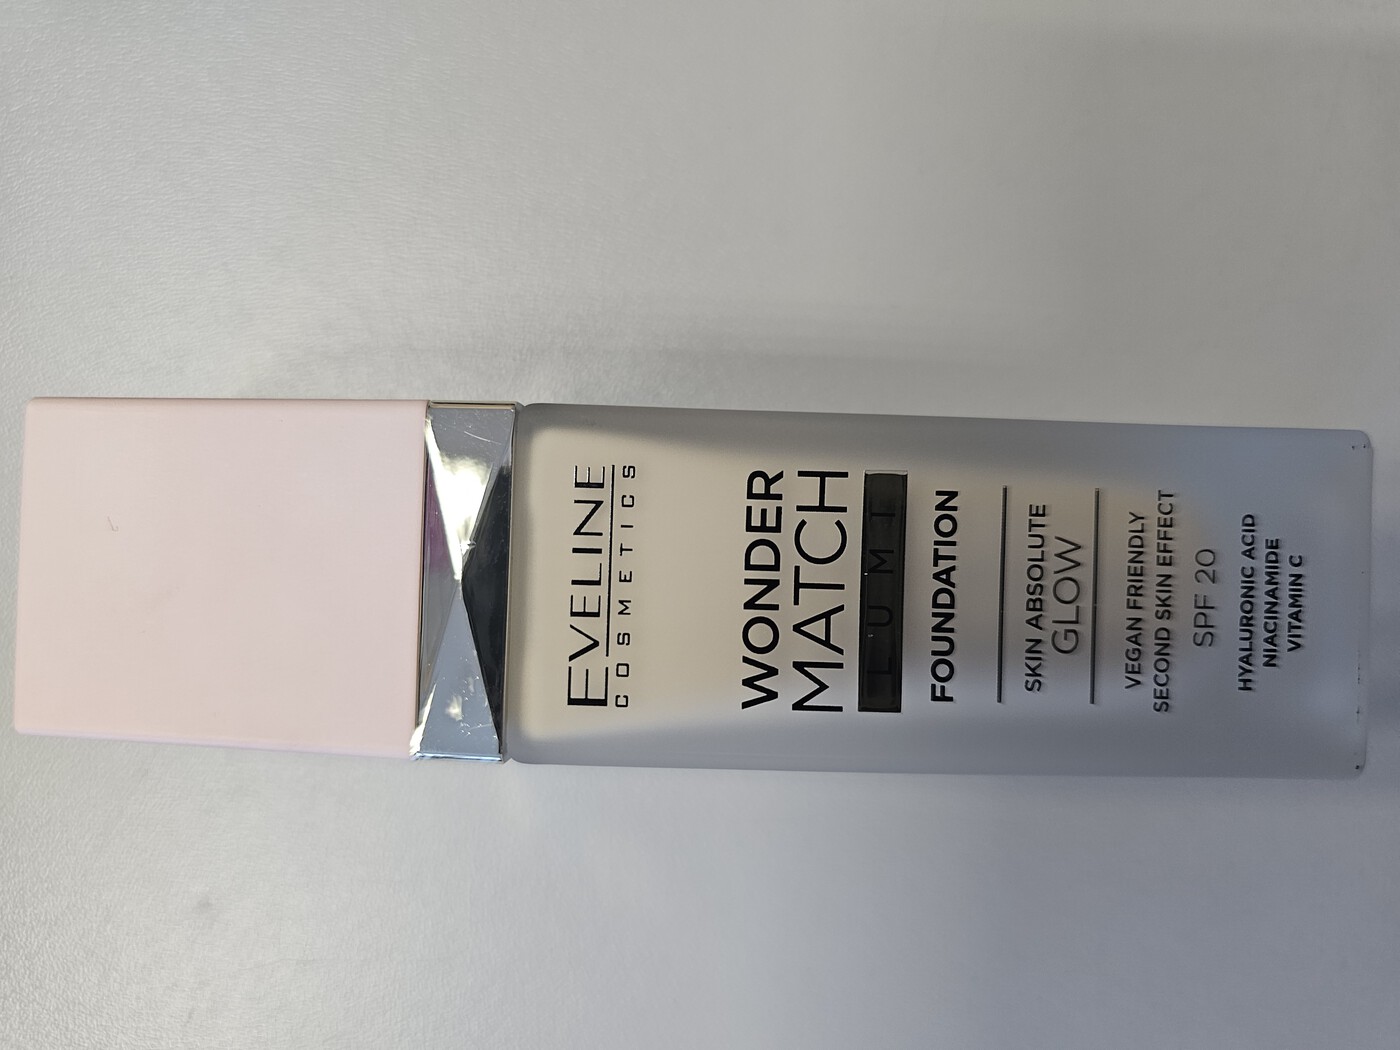 EVELINE
COSMETICS
WONDER
MATCH
LUMI
FOUNDATION
SKIN ABSOLUTE
GLOW
VEGAN FRIENDLY
SECOND SKIN EFFECT
SPF 20
HYALURONIC ACID
NIACINAMIDE
VITAMIN C